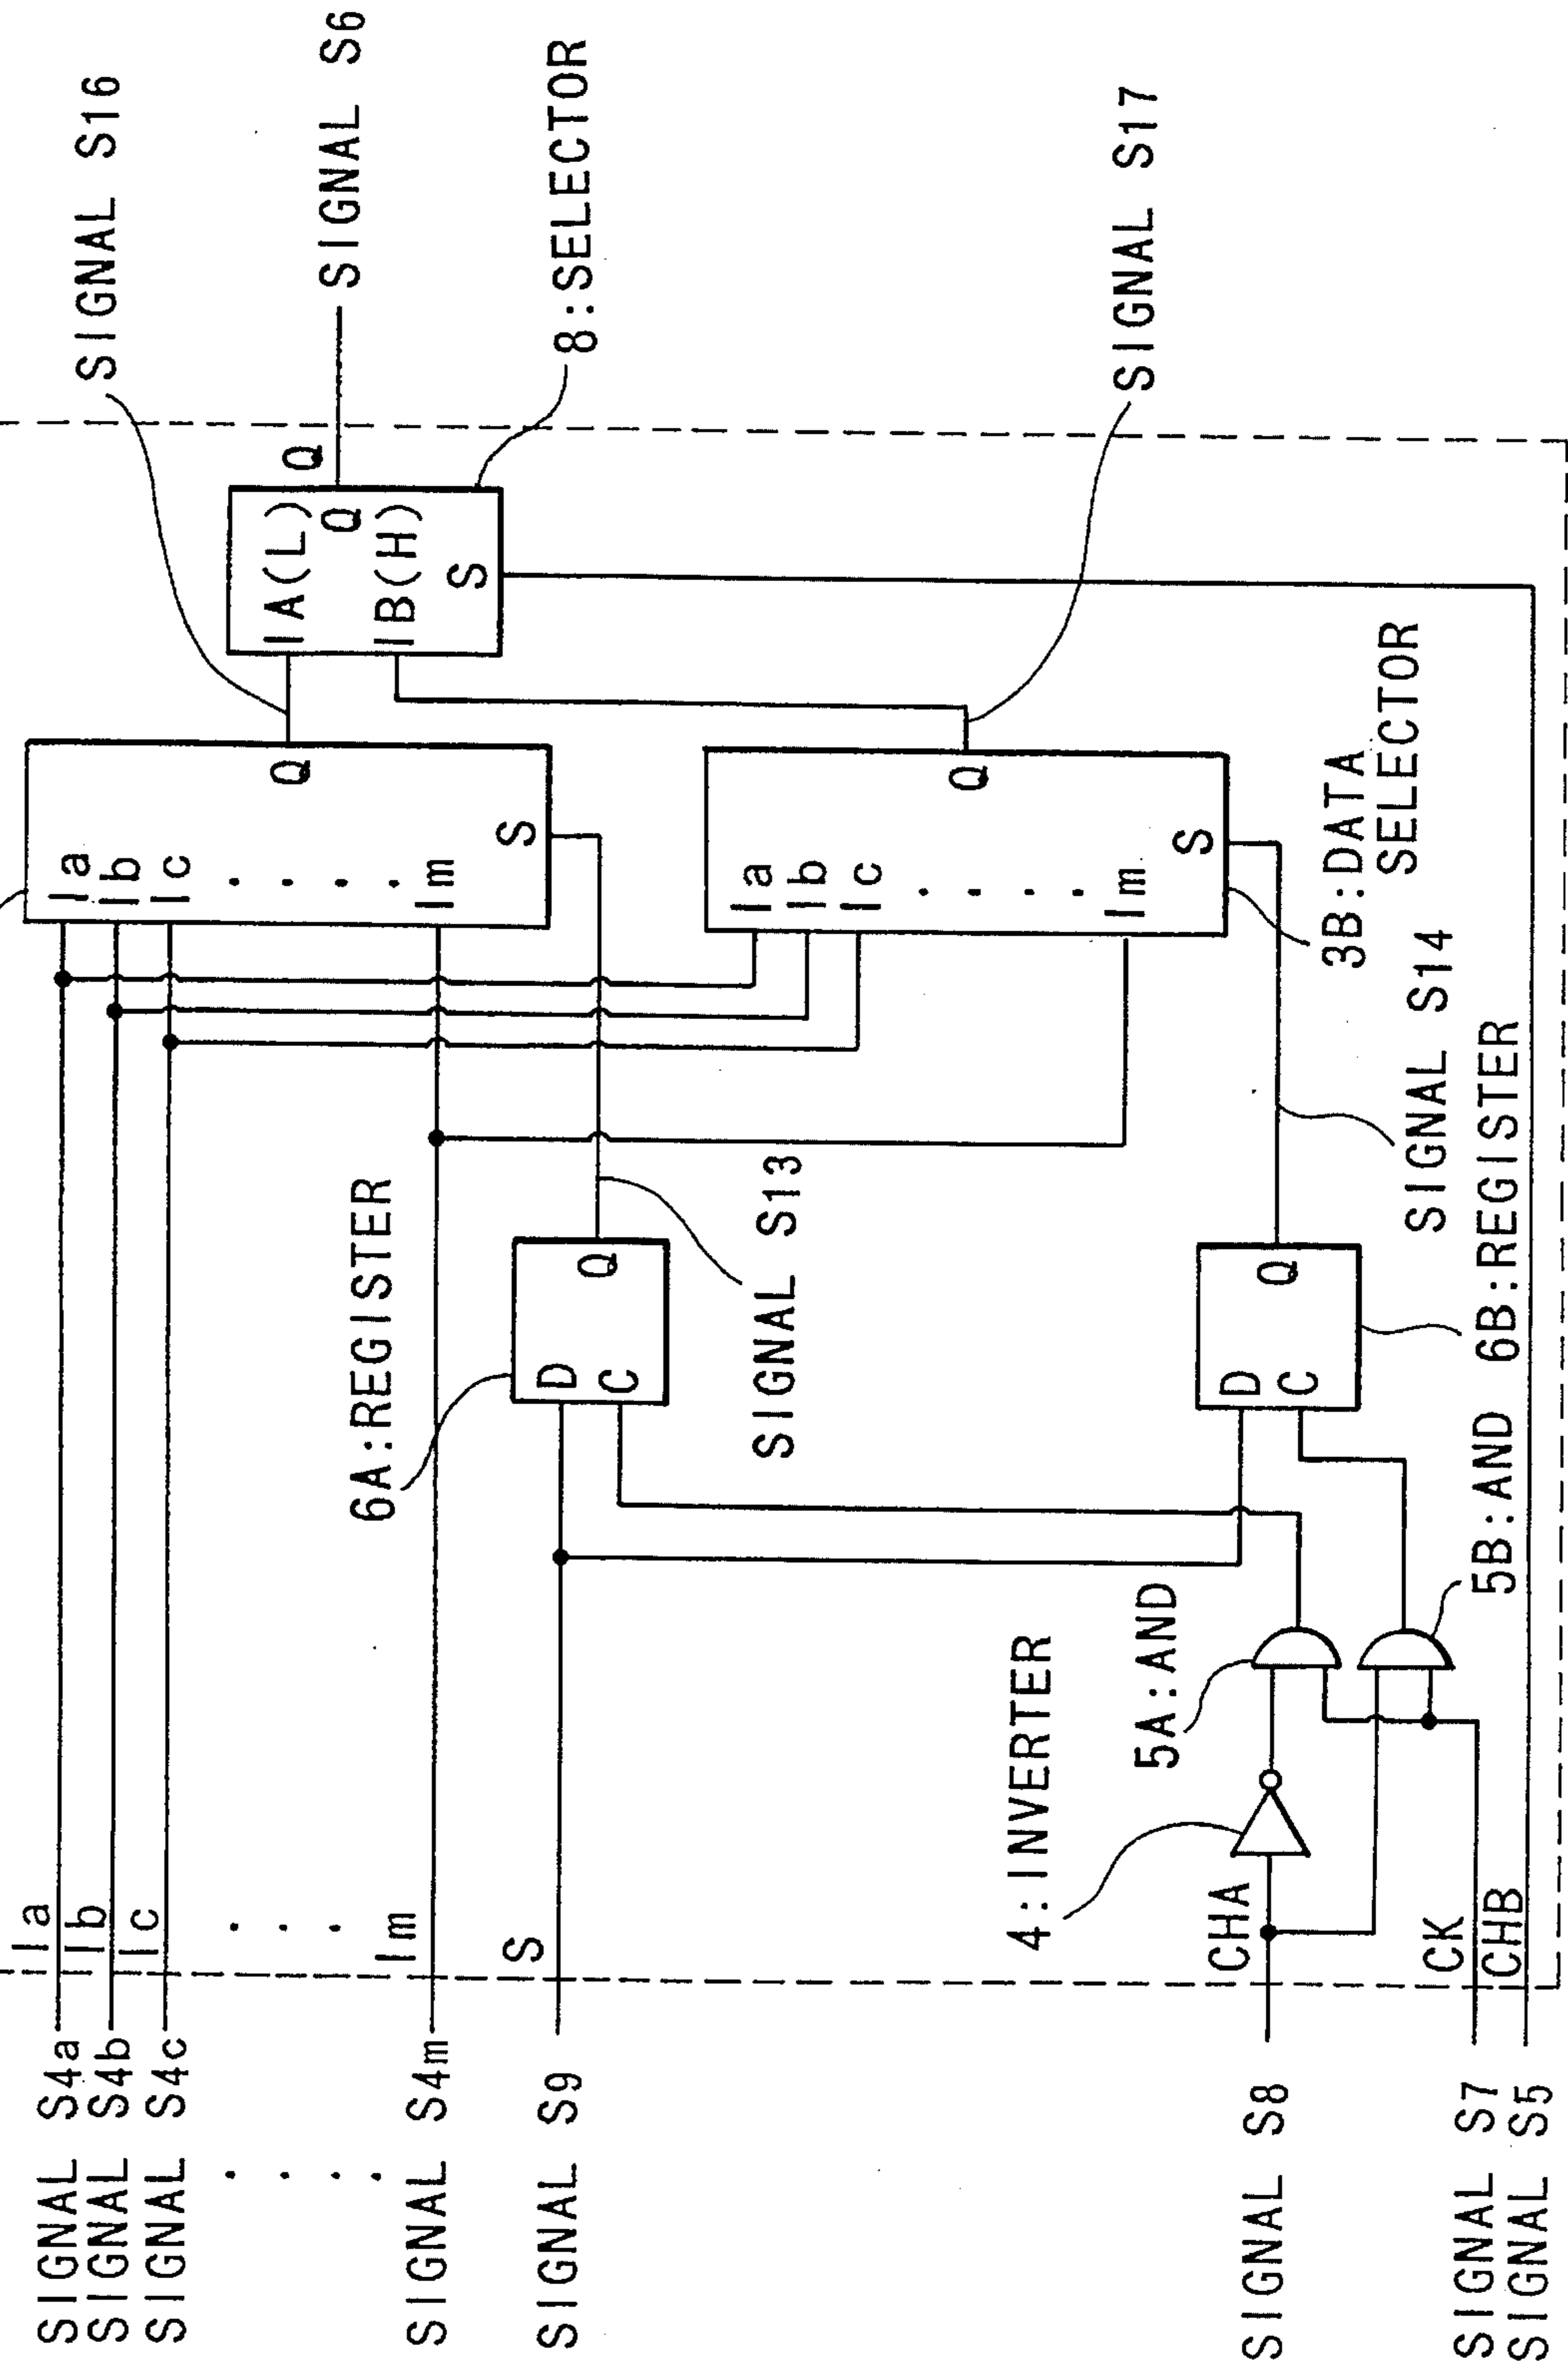 SIGNAL S4a
SIGNAL S4b
SIGNAL S4c
SIGNAL S4m
SIGNAL S9
SIGNAL S8
SIGNAL S7
SIGNAL S5
Ia
Ib
Ic
Im
S
CHA
CK
CHB
4:INVERTER
5A:AND
5B:AND
6A:REGISTER
D
C
Q
SIGNAL S13
D
C
Q
6B:REGISTER
SIGNAL S14
Ia
Ib
Ic
Im
Q
S
Ia
Ib
Ic
Im
Q
S
3B:DATA
SELECTOR
SIGNAL S16
SIGNAL S17
IA(L)
Q
IB(H)
S
Q
8:SELECTOR
SIGNAL S6